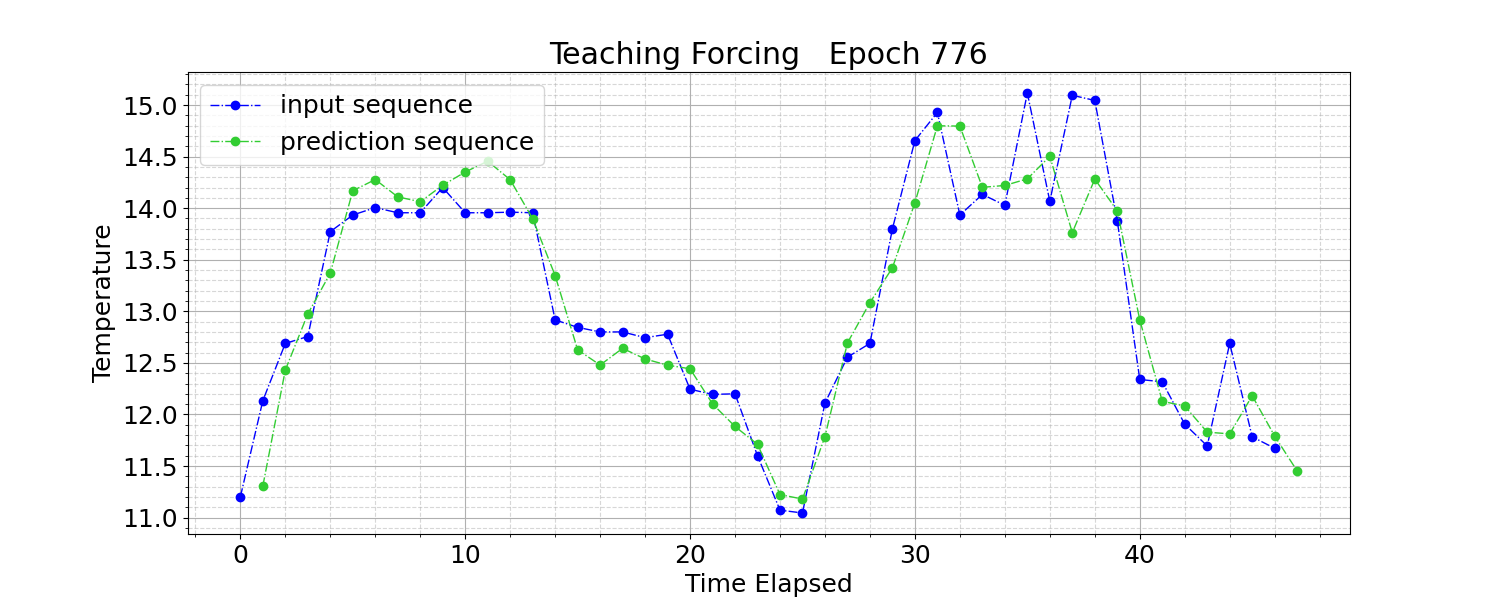 Teaching Forcing   Epoch 776
input sequence
prediction sequence
15.0
14.5
14.0
13.5
13.0
12.5
12.0
11.5
11.0
Temperature
0 10 20 30 40
Time Elapsed